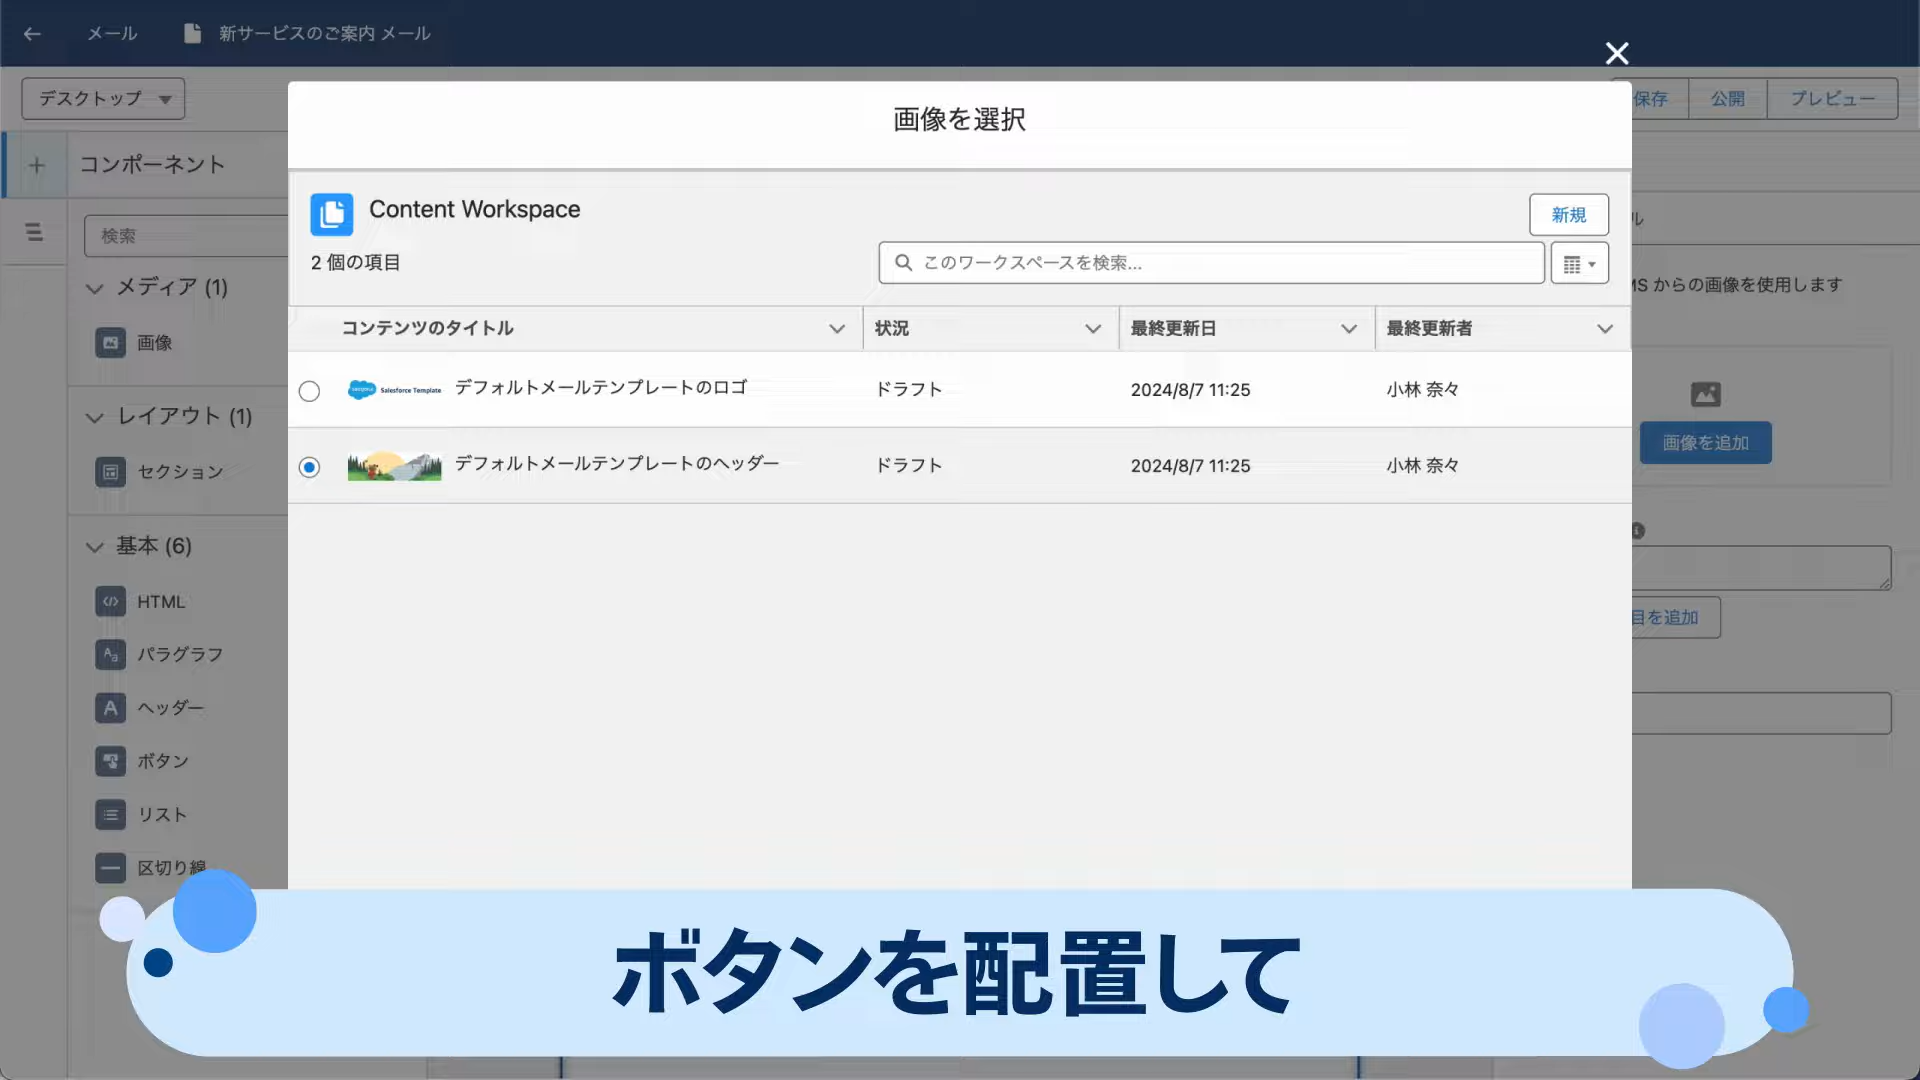 メール
新サービスのご案内 メール
デスクトップ
保存
公開
プレビュー
画像を選択
コンポーネント
Content Workspace
新規
検索
2 個の項目
このワークスペースを検索...
MS からの画像を使用します
メディア (1)
画像
コンテンツのタイトル
状況
最終更新日
最終更新者
Salesforce Template
デフォルトメールテンプレートのロゴ
ドラフト
2024/8/7 11:25
小林 奈々
レイアウト (1)
画像を追加
セクション
デフォルトメールテンプレートのヘッダー
ドラフト
2024/8/7 11:25
小林 奈々
基本 (6)
HTML
目を追加
パラグラフ
ヘッダー
ボタン
リスト
区切り線
ボタンを配置して